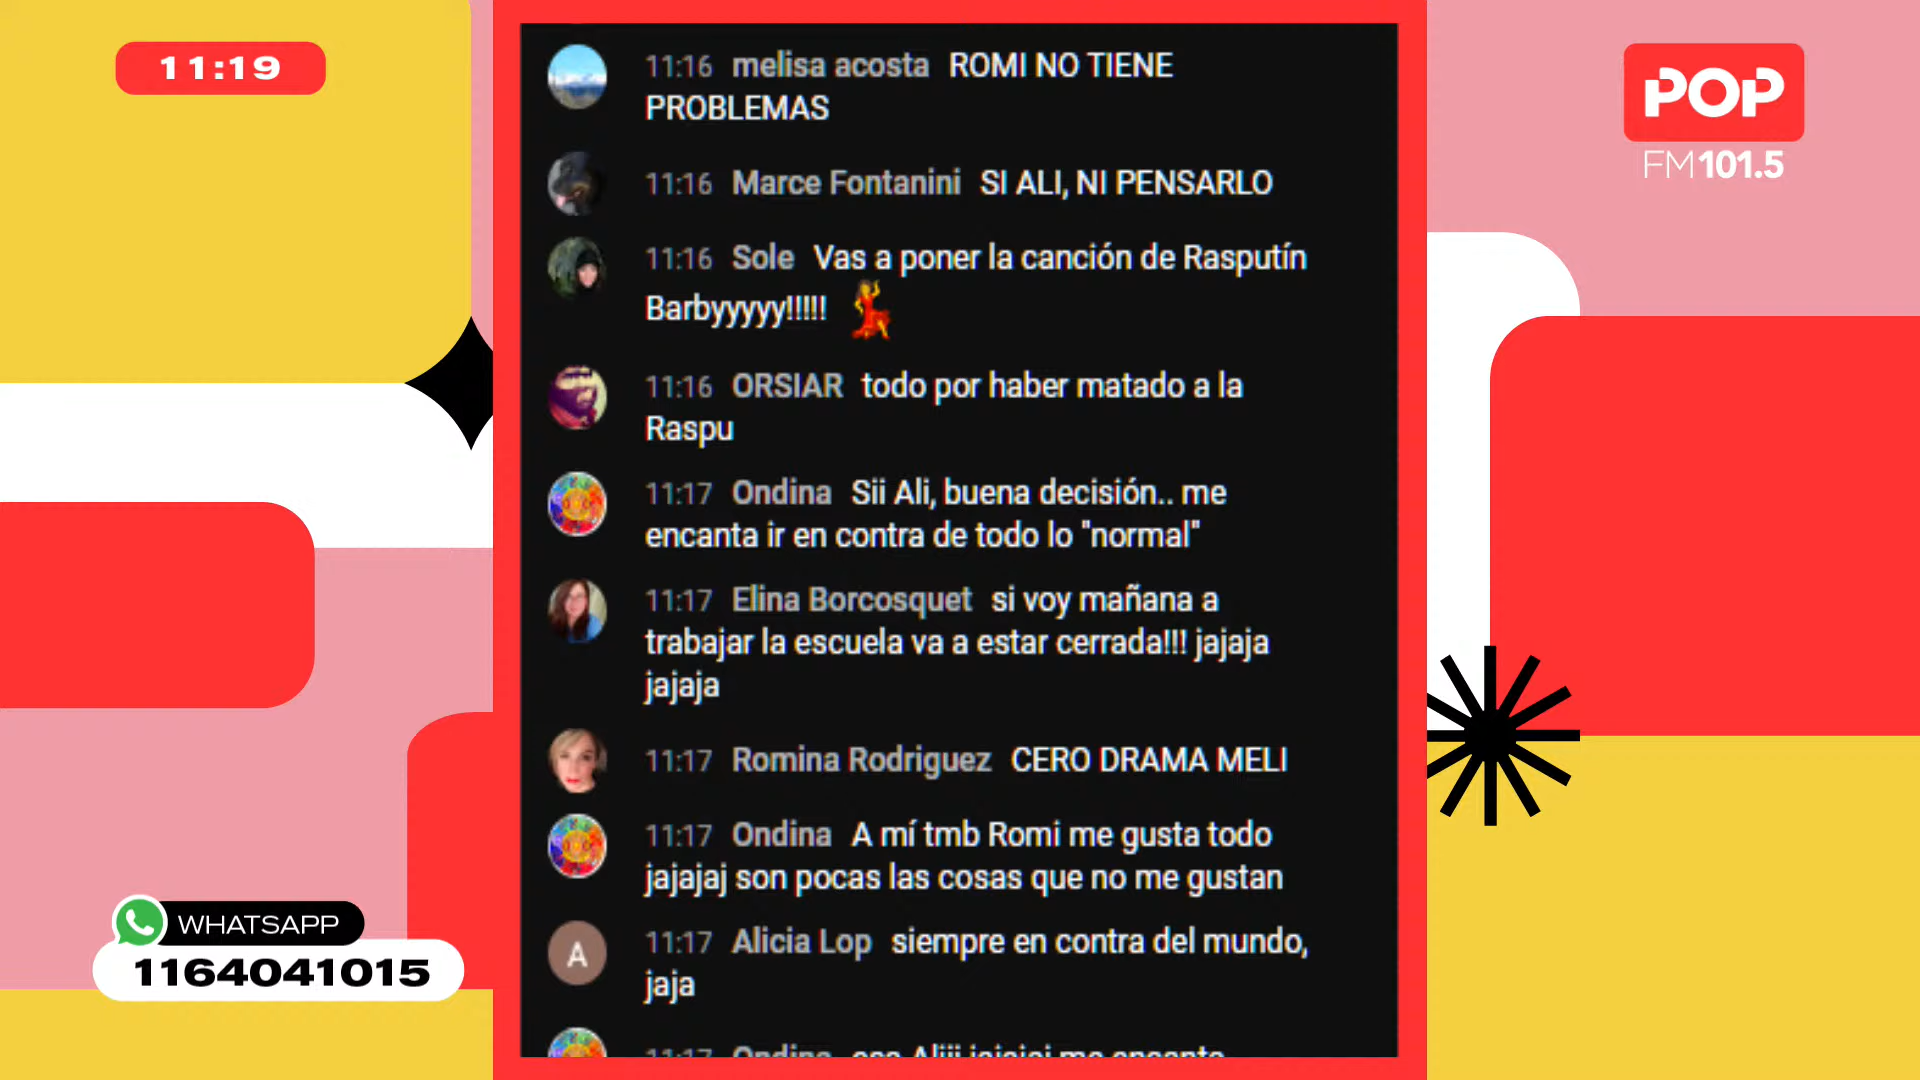 11:19
POP
FM101.5
11:16 melisa acosta ROMI NO TIENE
PROBLEMAS
11:16 Marce Fontanini SI ALI, NI PENSARLO
11:16 Sole Vas a poner la canción de Rasputín
Barbyyyyy!!!!!
11:16 ORSIAR todo por haber matado a la
Raspu
11:17 Ondina Sii Ali, buena decisión.. me
encanta ir en contra de todo lo "normal"
11:17 Elina Borcosquet si voy mañana a
trabajar la escuela va a estar cerrada!!! jajaja
jajaja
11:17 Romina Rodriguez CERO DRAMA MELI
11:17 Ondina A mí tmb Romi me gusta todo
jajajaj son pocas las cosas que no me gustan
A
11:17 Alicia Lop siempre en contra del mundo,
jaja
11:17 Ondina me encanta
WHATSAPP
1164041015